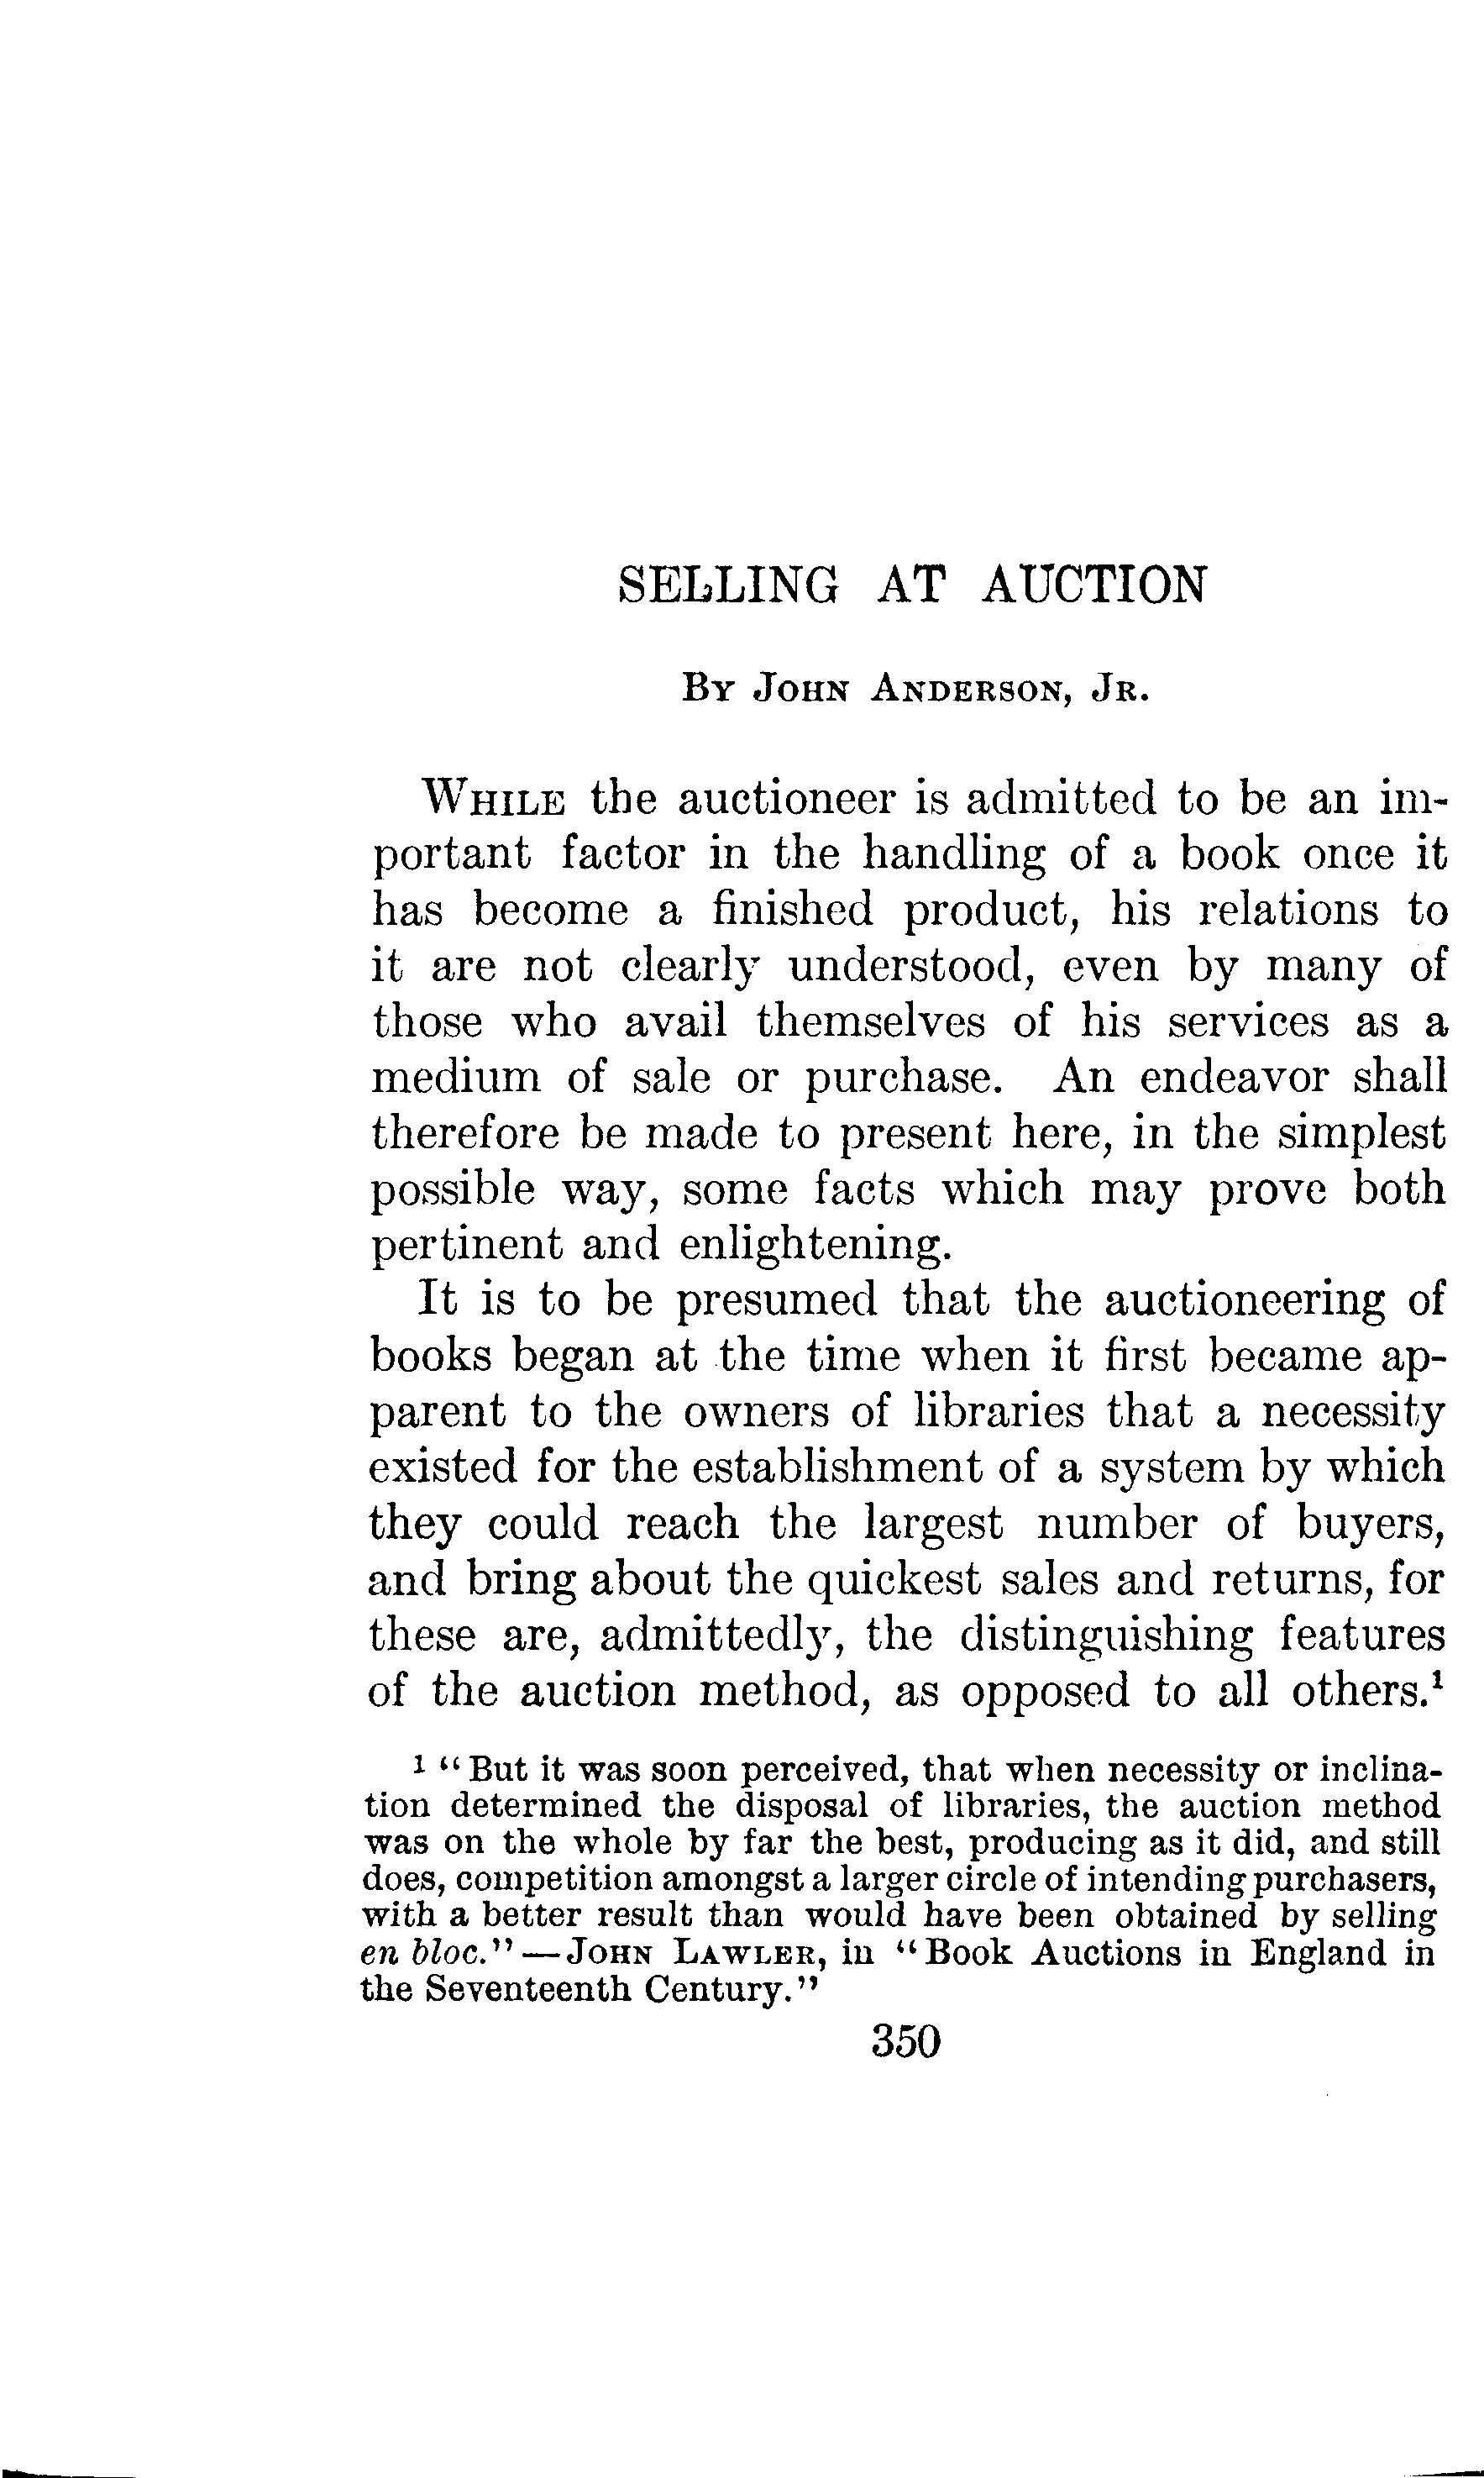 SELLING AT AUCTION
BY JOHN ANDERSON, JR.
WHILE the auctioneer is admitted to be an im-
portant factor in the handling of a book once it
has become a finished product, his relations to
it are not clearly understood, even by many of
those who avail themselves of his services as a
medium of sale or purchase. An endeavor shall
therefore be made to present here, in the simplest
possible way, some facts which may prove both
pertinent and enlightening.
It is to be presumed that the auctioneering of
books began at the time when it first became ap-
parent to the owners of libraries that a necessity
existed for the establishment of a system by which
they could reach the largest number of buyers,
and bring about the quickest sales and returns, for
these are, admittedly, the distinguishing features
of the auction method, as opposed to all others.¹
¹ “But it was soon perceived, that when necessity or inclina-
tion determined the disposal of libraries, the auction method
was on the whole by far the best, producing as it did, and still
does, competition amongst a larger circle of intending purchasers,
with a better result than would have been obtained by selling
en bloc.”—JOHN LAWLER, in “Book Auctions in England in
the Seventeenth Century.”
350